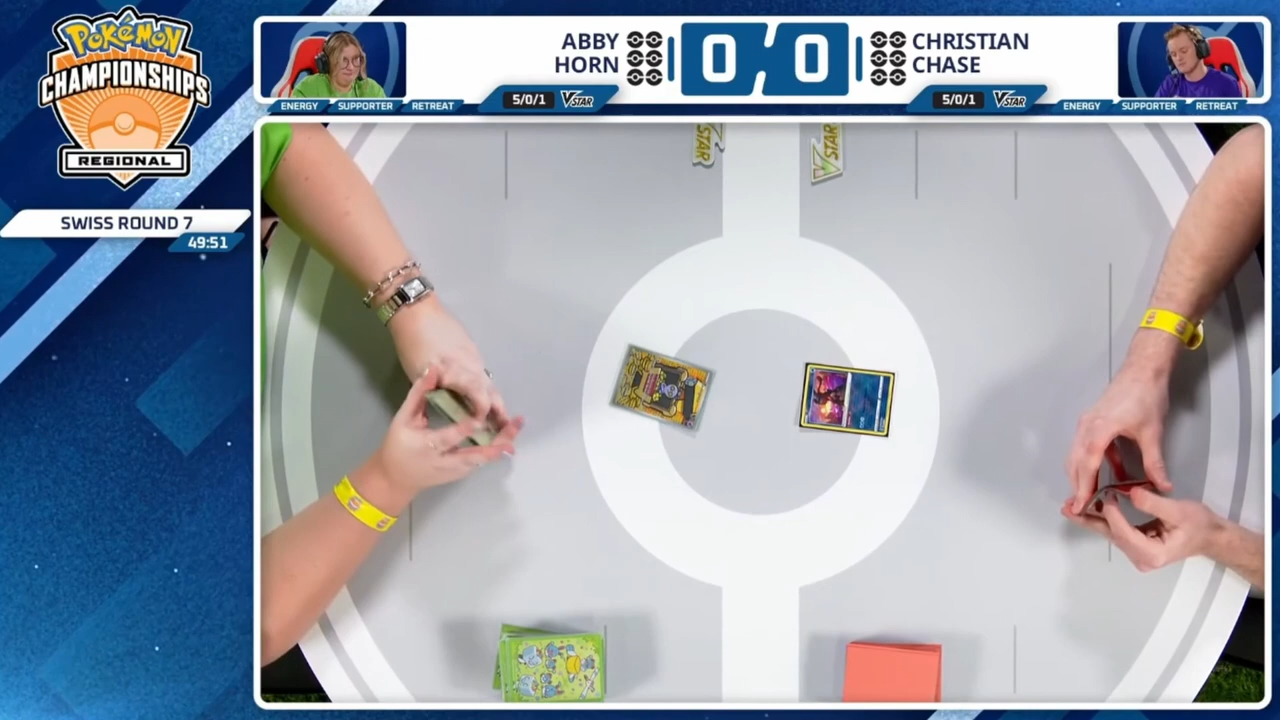 Pokémon
CHAMPIONSHIPS
REGIONAL
SWISS ROUND 7
49:51
ABBY
HORN
0
0
CHRISTIAN
CHASE
ENERGY
SUPPORTER
RETREAT
5/0/1
VSTAR
5/0/1
VSTAR
ENERGY
SUPPORTER
RETREAT
VSTAR
VSTAR